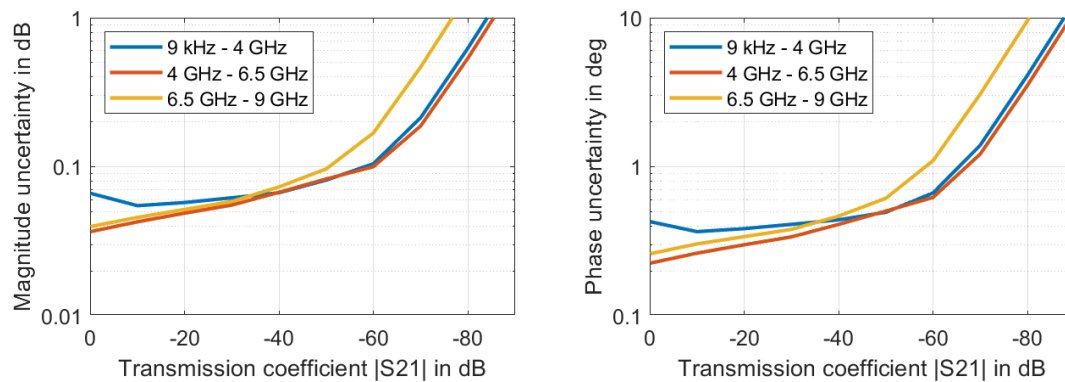 Magnitude uncertainty in dB
1
0.1
0.01
9 kHz - 4 GHz
4 GHz - 6.5 GHz
6.5 GHz - 9 GHz
0 -20 -40 -60 -80
Transmission coefficient |S21| in dB
Phase uncertainty in deg
10
1
0.1
9 kHz - 4 GHz
4 GHz - 6.5 GHz
6.5 GHz - 9 GHz
0 -20 -40 -60 -80
Transmission coefficient |S21| in dB